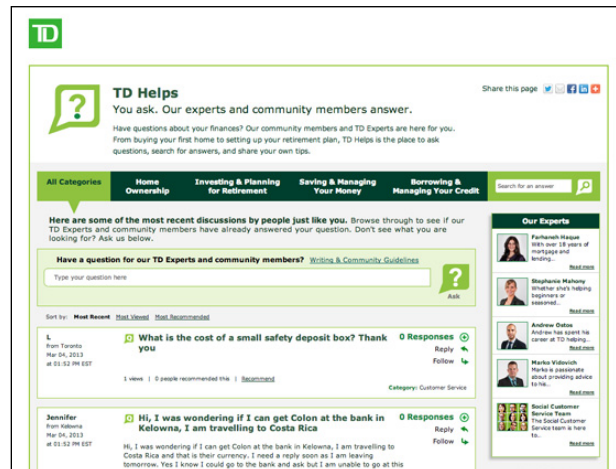 TD
TD Helps
Share this page
You ask. Our experts and community members answer.
Have questions about your finances? Our community members and TD Experts are here for you.
From buying your first home to setting up your retirement plan, TD Helps is the place to ask
questions, search for answers, and share your own tips.
All Categories
Home
Ownership
Investing & Planning
for Retirement
Saving & Managing
Your Money
Borrowing &
Managing Your Credit
Search for an answer
Here are some of the most recent discussions by people just like you. Browse through to see if our
TD Experts and community members have already answered your question. Don't see what you are
looking for? Ask us below.
Have a question for our TD Experts and community members? Writing & Community Guidelines
Type your question here
Ask
Sort by: Most Recent Most Viewed Most Recommended
L
from Toronto
Mar 04, 2013
at 01:52 PM EST
What is the cost of a small safety deposit box? Thank
you
0 Responses
Reply
Follow
1 views | 0 people recommended this | Recommend
Category: Customer Service
Jennifer
from Kelowna
Mar 04, 2013
at 01:52 PM EST
Hi, I was wondering if I can get Colon at the bank in
Kelowna, I am travelling to Costa Rica
0 Responses
Reply
Follow
Hi, I was wondering if I can get Colon at the bank in Kelowna, I am travelling to
Costa Rica and that is their currency. I need a reply soon as I am leaving
tomorrow. Yes I know I could go to the bank and ask but I am unable to go at this
Our Experts
Farhaneh Haque
With over 18 years of
mortgage and
lending...
Read more
Stephanie Mahony
Whether she's helping
beginners or
seasoned...
Read more
Andrew Ostos
Andrew has spent his
career at TD helping...
Read more
Marko Vidovich
Marko is passionate
about providing advice
to his...
Read more
Social Customer
Service Team
The Social Customer
Service team is here
to...
Read more